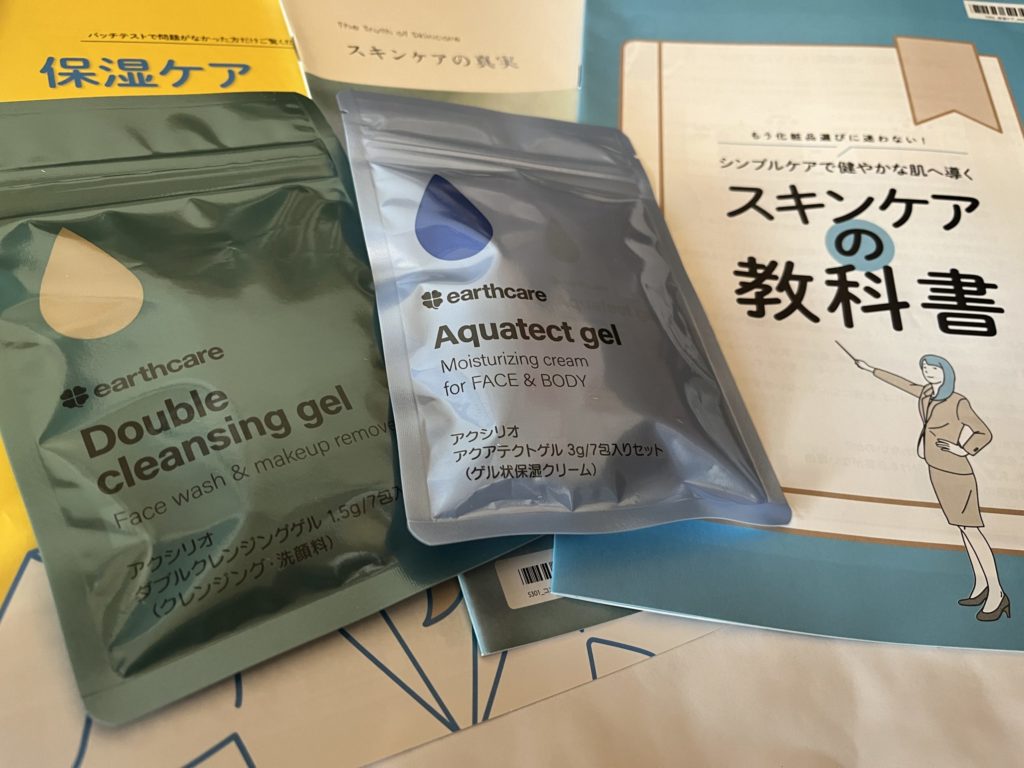 パッチテストで問題がなかった方だけご覧くだ
保湿ケア
The Truth of Skincare
スキンケアの真実
もう化粧品選びに迷わない!
シンプルケアで健やかな肌へ導く
スキンケア
の
教科書
earthcare
Double
cleansing gel
Face wash & makeup remove
アクシリオ
ダブルクレンジングゲル 1.5g/7包入
(クレンジング・洗顔料)
earthcare
Aquatect gel
Moisturizing cream
for FACE & BODY
アクシリオ
アクアテクトゲル 3g/7包入りセット
(ゲル状保湿クリーム)